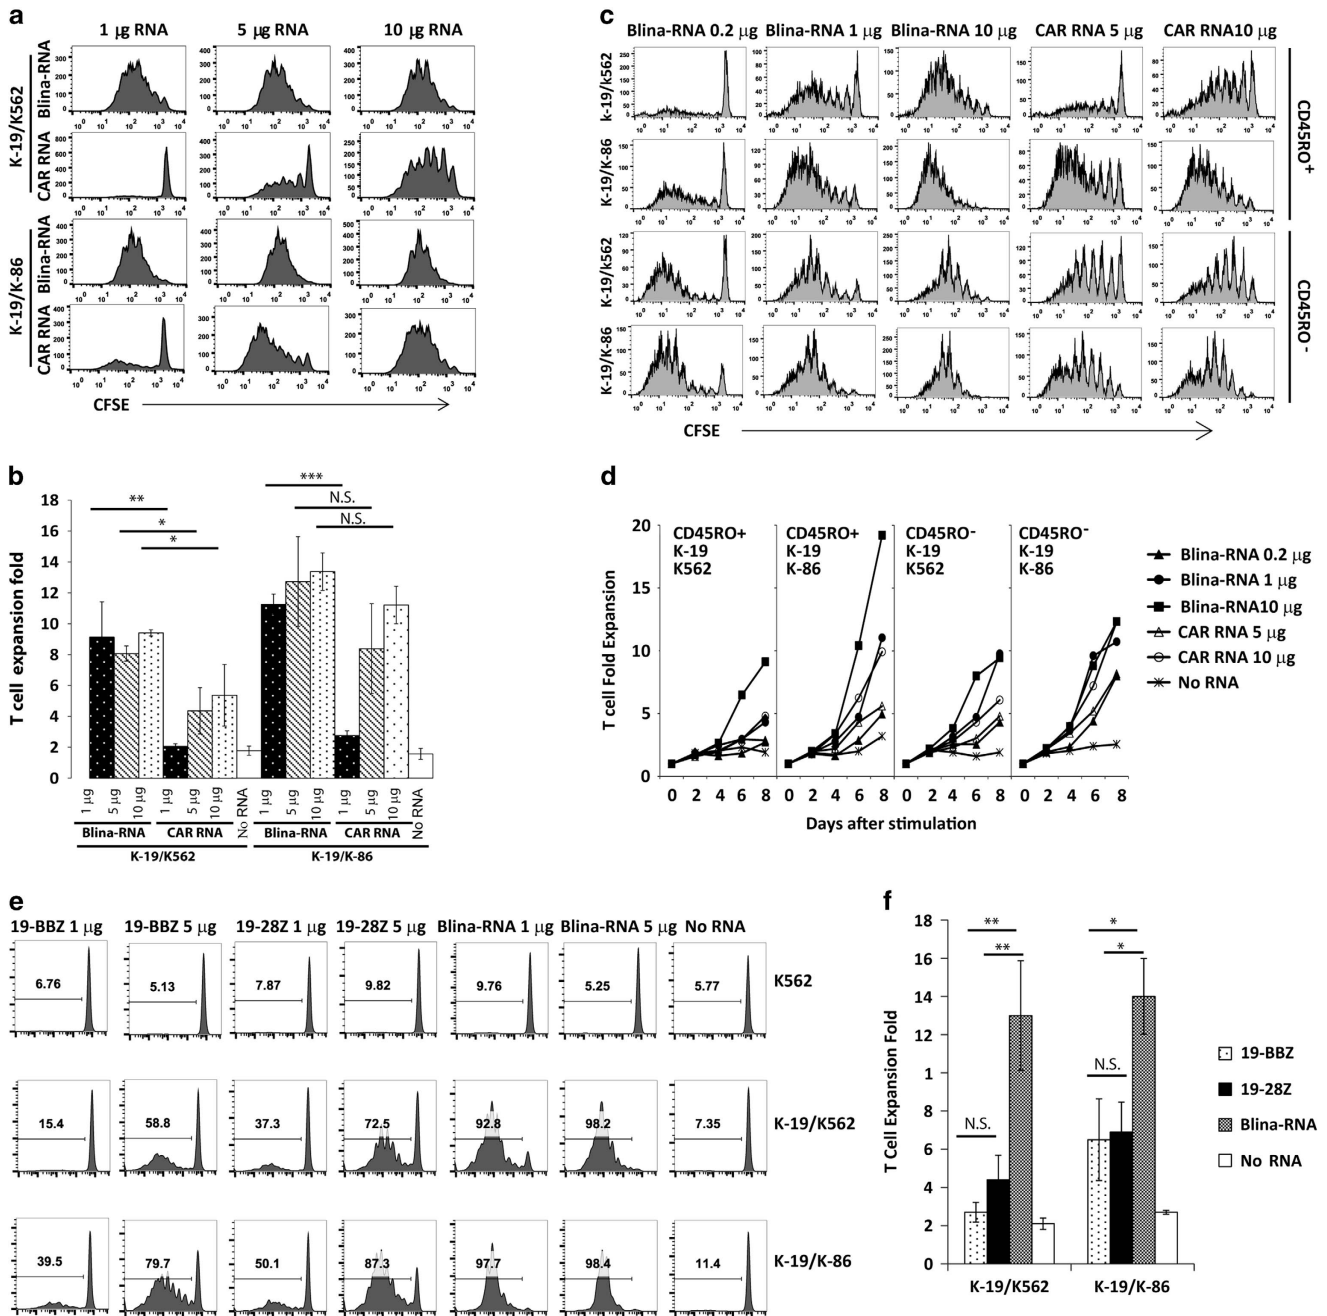 a
1 µg RNA 5 µg RNA 10 µg RNA
K-19/K562
Blina-RNA
CAR RNA
K-19/K-86
Blina-RNA
CAR RNA
CFSE
c
Blina-RNA 0.2 µg Blina-RNA 1 µg Blina-RNA 10 µg CAR RNA 5 µg CAR RNA10 µg
K-19/k562
K-19/K-86
CD45RO+
K-19/k562
K-19/K-86
CD45RO-
CFSE
b
T cell expansion fold
18
16
14
12
10
8
6
4
2
0
** * *
*** N.S. N.S.
1 µg 5 µg 10 µg 1 µg 5 µg 10 µg No RNA 1 µg 5 µg 10 µg 1 µg 5 µg 10 µg No RNA
Blina-RNA CAR RNA Blina-RNA CAR RNA
K-19/K562 K-19/K-86
d
T cell Fold Expansion
20
15
10
5
0
CD45RO+ K-19 K562
CD45RO+ K-19 K-86
CD45RO- K-19 K562
CD45RO- K-19 K-86
0 2 4 6 8 0 2 4 6 8 0 2 4 6 8 0 2 4 6 8
Days after stimulation
Blina-RNA 0.2 µg
Blina-RNA 1 µg
Blina-RNA10 µg
CAR RNA 5 µg
CAR RNA 10 µg
No RNA
e
19-BBZ 1 µg 19-BBZ 5 µg 19-28Z 1 µg 19-28Z 5 µg Blina-RNA 1 µg Blina-RNA 5 µg No RNA
6.76 5.13 7.87 9.82 9.76 5.25 5.77 K562
15.4 58.8 37.3 72.5 92.8 98.2 7.35 K-19/K562
39.5 79.7 50.1 87.3 97.7 98.4 11.4 K-19/K-86
f
T Cell Expansion Fold
18
16
14
12
1
8
6
4
2
0
** ** N.S.
* * N.S.
K-19/K562 K-19/K-86
19-BBZ
19-28Z
Blina-RNA
No RNA